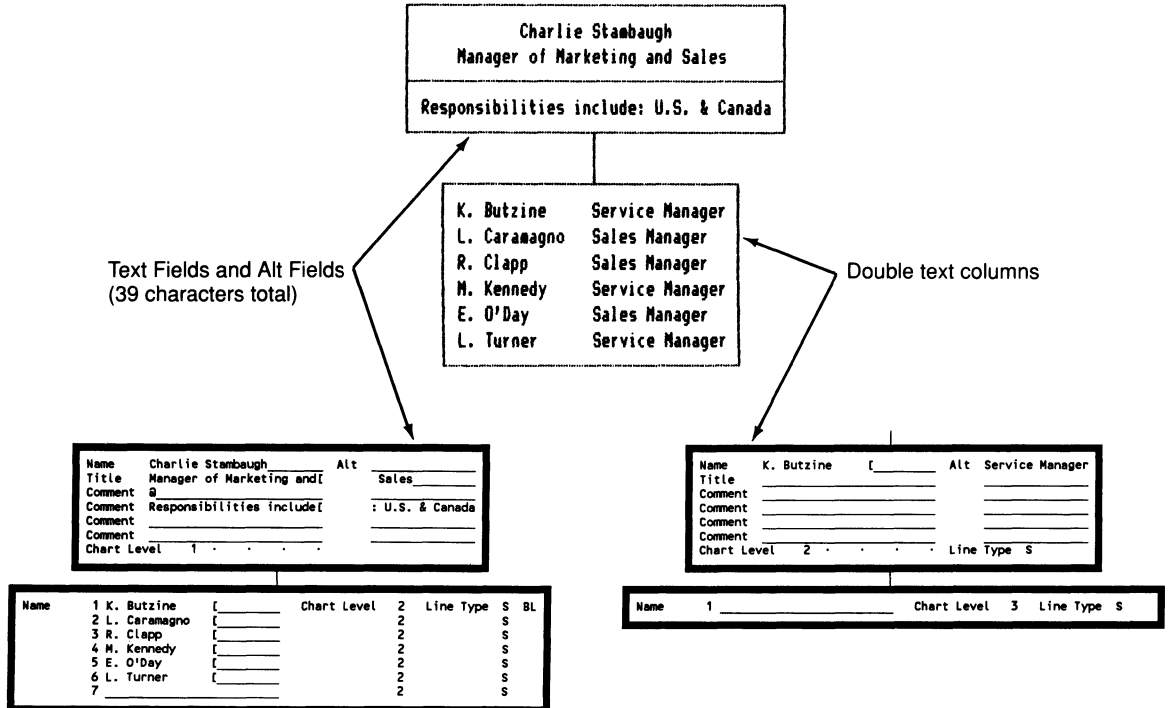 Charlie Stambaugh
Manager of Marketing and Sales
Responsibilities include: U.S. & Canada
K. Butzine Service Manager
L. Caramagno Sales Manager
R. Clapp Sales Manager
M. Kennedy Service Manager
E. O'Day Sales Manager
L. Turner Service Manager
Text Fields and Alt Fields
(39 characters total)
Double text columns
Name Charlie Stambaugh Alt
Title Manager of Marketing and[ Sales
Comment @
Comment Responsibilities include[ : U.S. & Canada
Comment
Comment
Chart Level 1 · · · ·
Name 1 K. Butzine [ Chart Level 2 Line Type S BL
2 L. Caramagno [ 2 S
3 R. Clapp [ 2 S
4 M. Kennedy [ 2 S
5 E. O'Day [ 2 S
6 L. Turner [ 2 S
7 2 S
Name K. Butzine [ Alt Service Manager
Title
Comment
Comment
Comment
Comment
Chart Level 2 · · · · Line Type S
Name 1 Chart Level 3 Line Type S